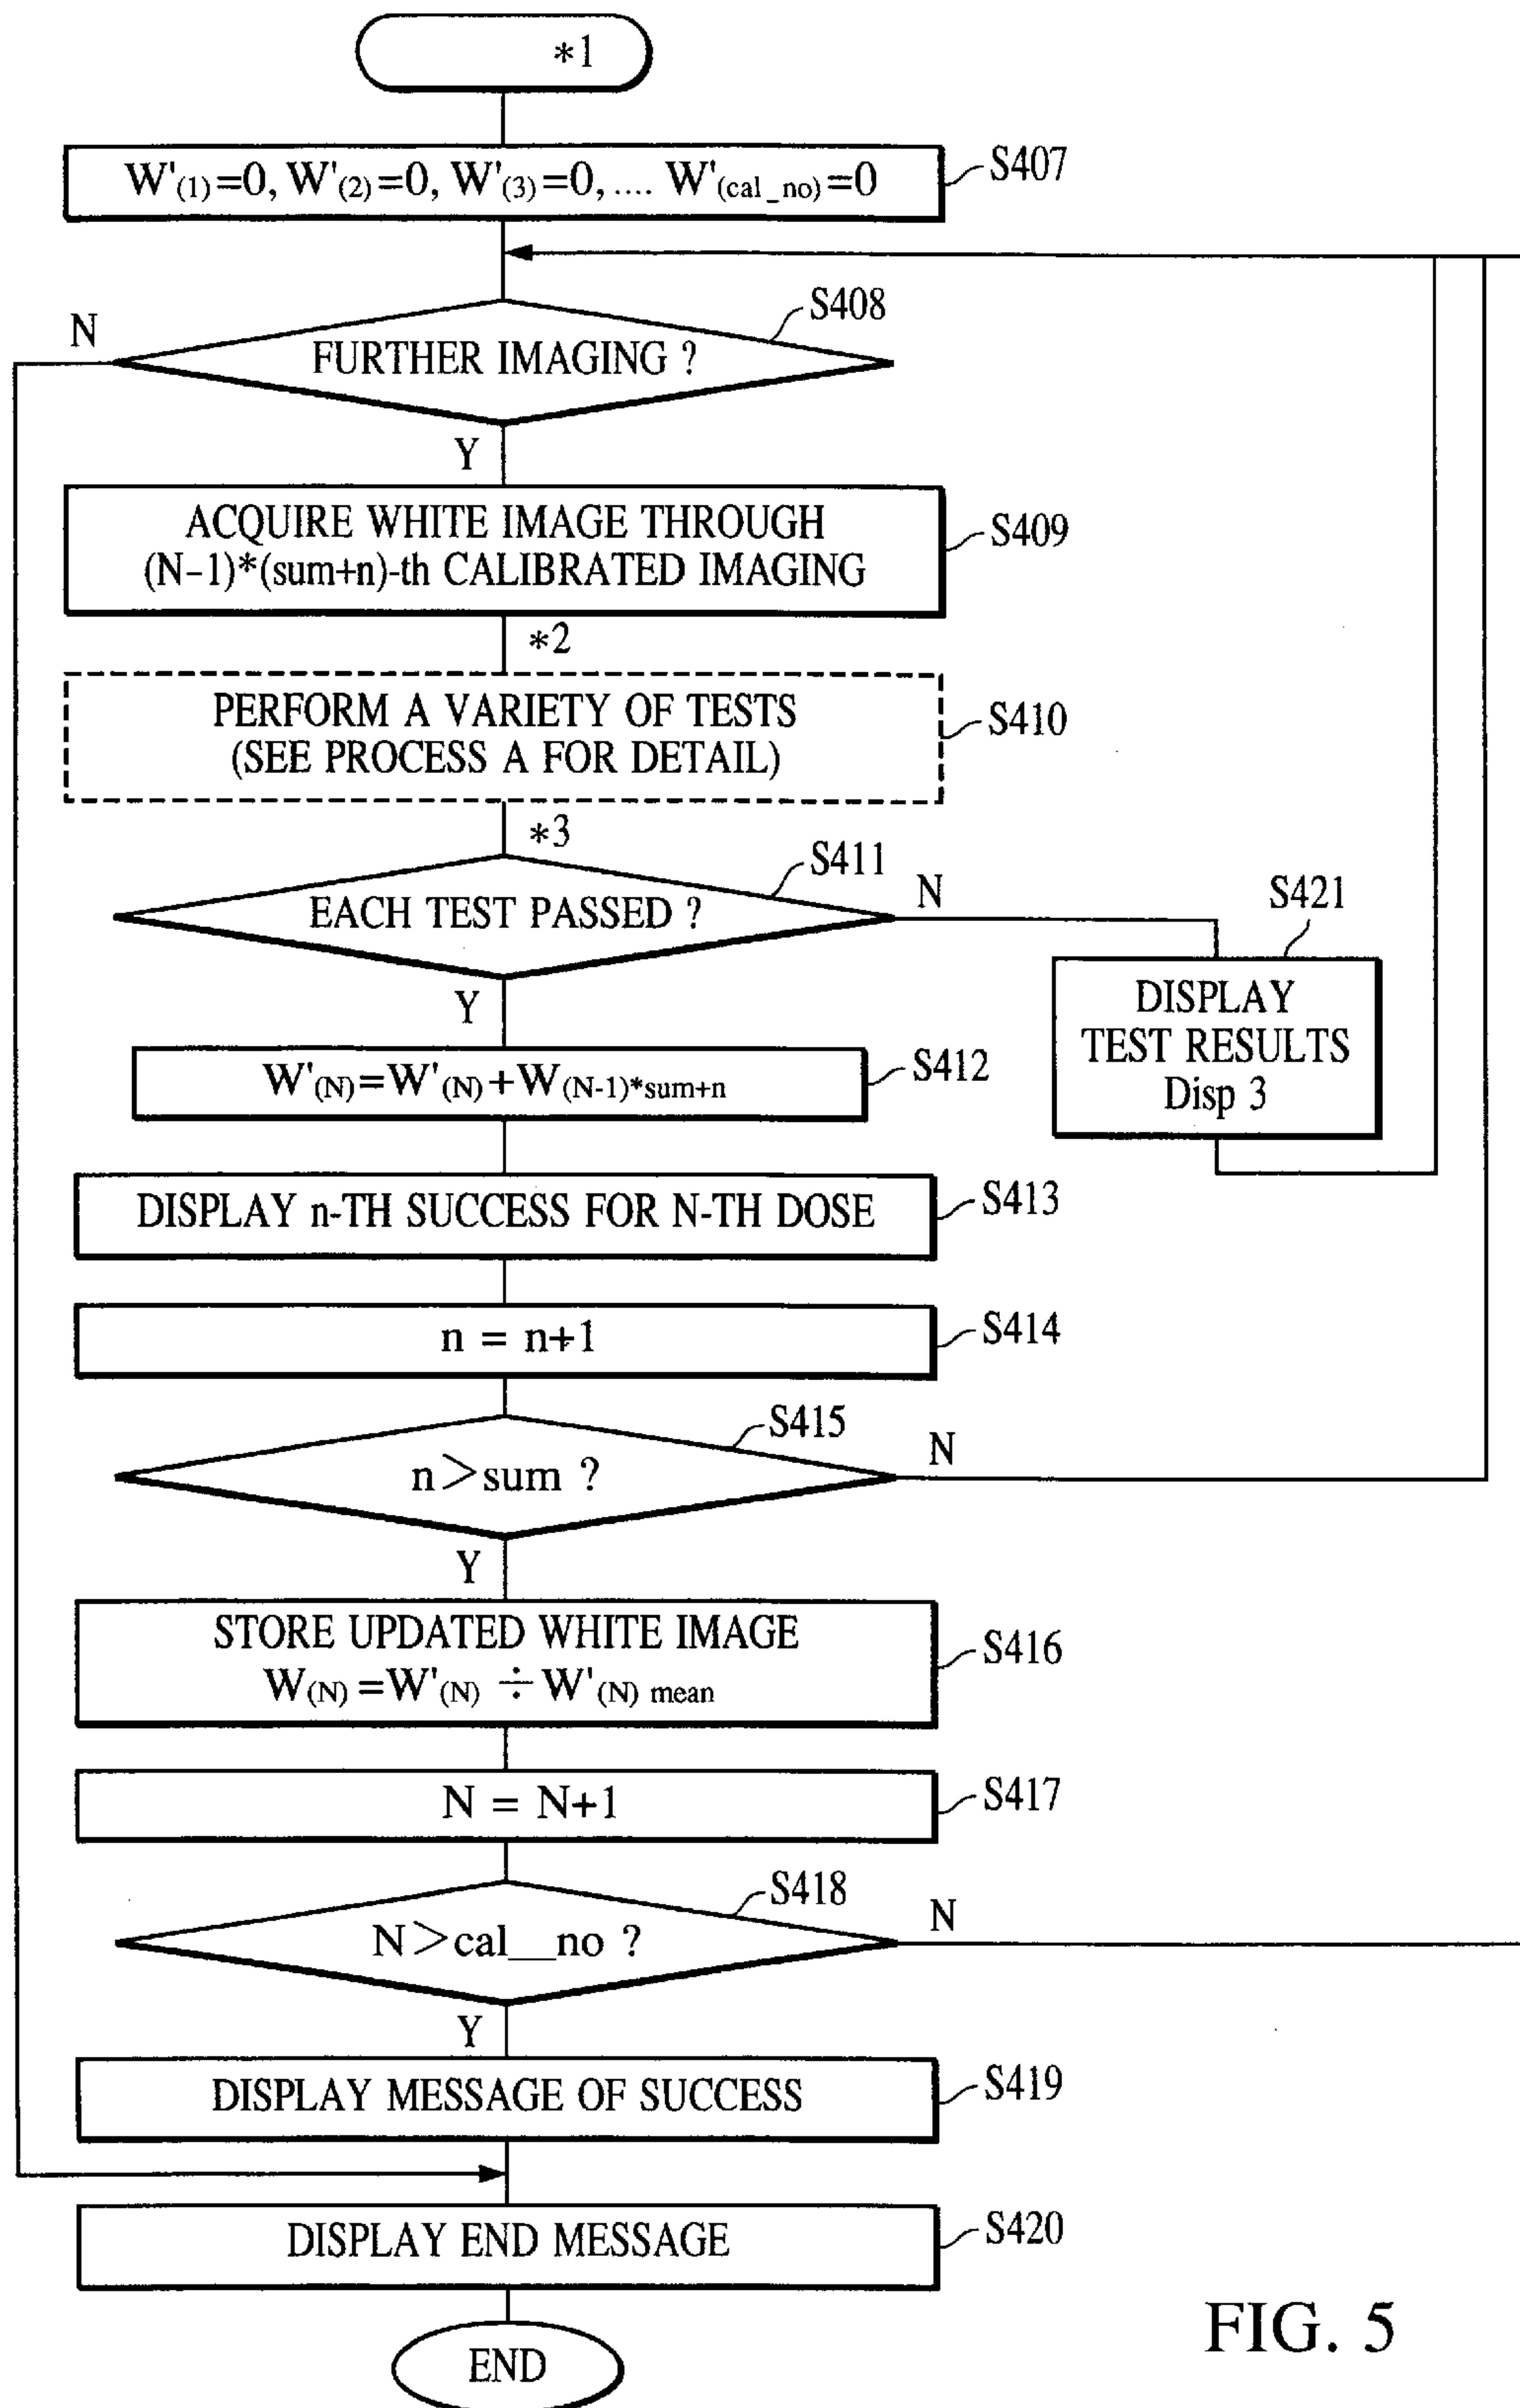 *1
W'(1)=0, W'(2)=0, W'(3)=0, .... W'(cal_no)=0
S407
S408
N
FURTHER IMAGING ?
Y
ACQUIRE WHITE IMAGE THROUGH
(N-1)*(sum+n)-th CALIBRATED IMAGING
S409
*2
PERFORM A VARIETY OF TESTS
(SEE PROCESS A FOR DETAIL)
S410
*3
S411
EACH TEST PASSED ?
N
Y
S421
DISPLAY
TEST RESULTS
Disp 3
W'(N)=W'(N)+W(N-1)*sum+n
S412
DISPLAY n-TH SUCCESS FOR N-TH DOSE
S413
n = n+1
S414
S415
n>sum ?
N
Y
STORE UPDATED WHITE IMAGE
W(N)=W'(N) ÷ W'(N) mean
S416
N = N+1
S417
S418
N>cal__no ?
N
Y
DISPLAY MESSAGE OF SUCCESS
S419
DISPLAY END MESSAGE
S420
END
FIG. 5